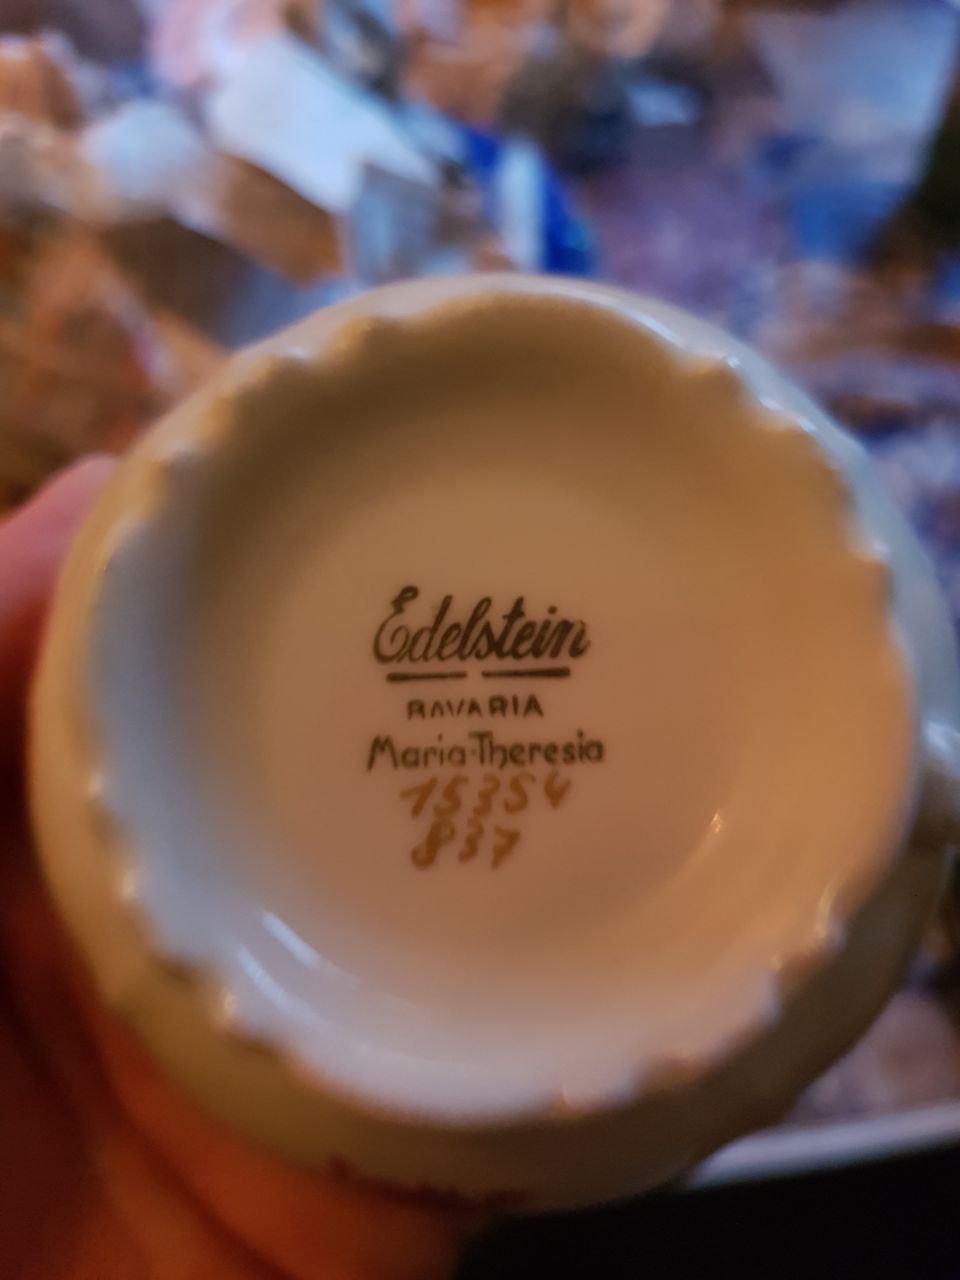 Edelstein
BAVARIA
Maria-Theresia
15354
837